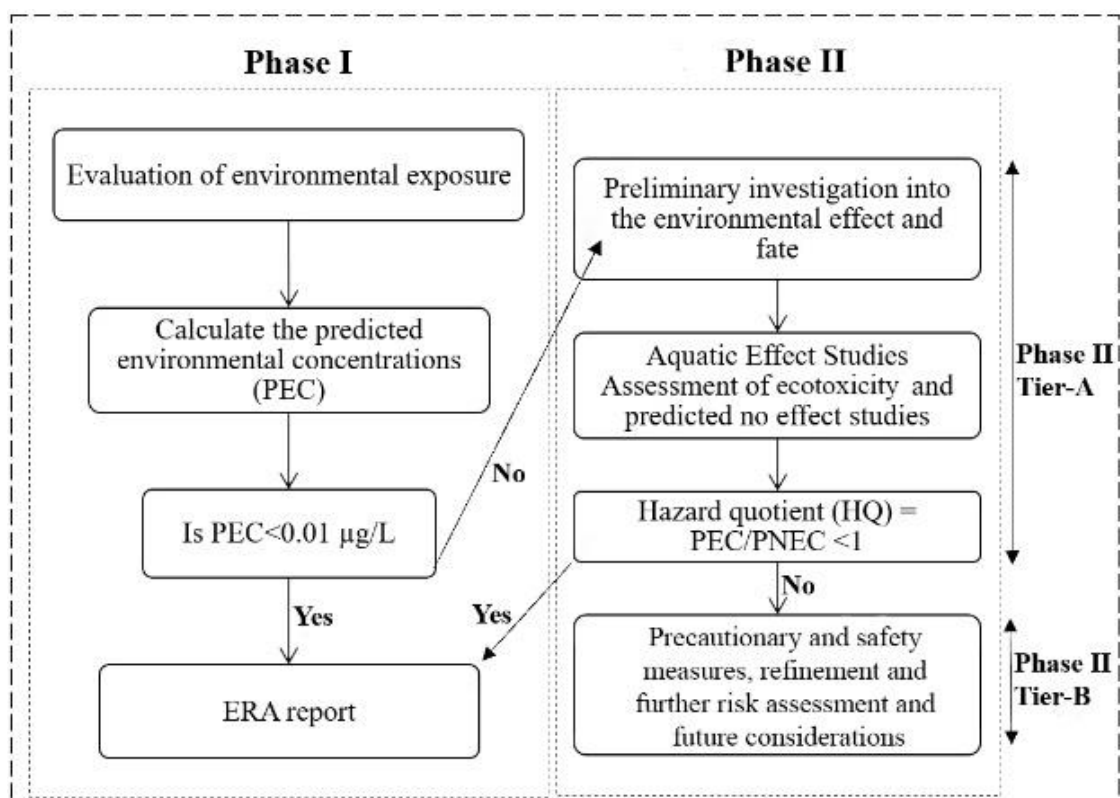 Phase I
Evaluation of environmental exposure
Calculate the predicted
environmental concentrations
(PEC)
Is PEC<0.01 µg/L
No
Yes
ERA report
Phase II
Preliminary investigation into
the environmental effect and
fate
Aquatic Effect Studies
Assessment of ecotoxicity and
predicted no effect studies
Hazard quotient (HQ) =
PEC/PNEC <1
Yes
No
Precautionary and safety
measures, refinement and
further risk assessment and
future considerations
Phase II
Tier-A
Phase II
Tier-B